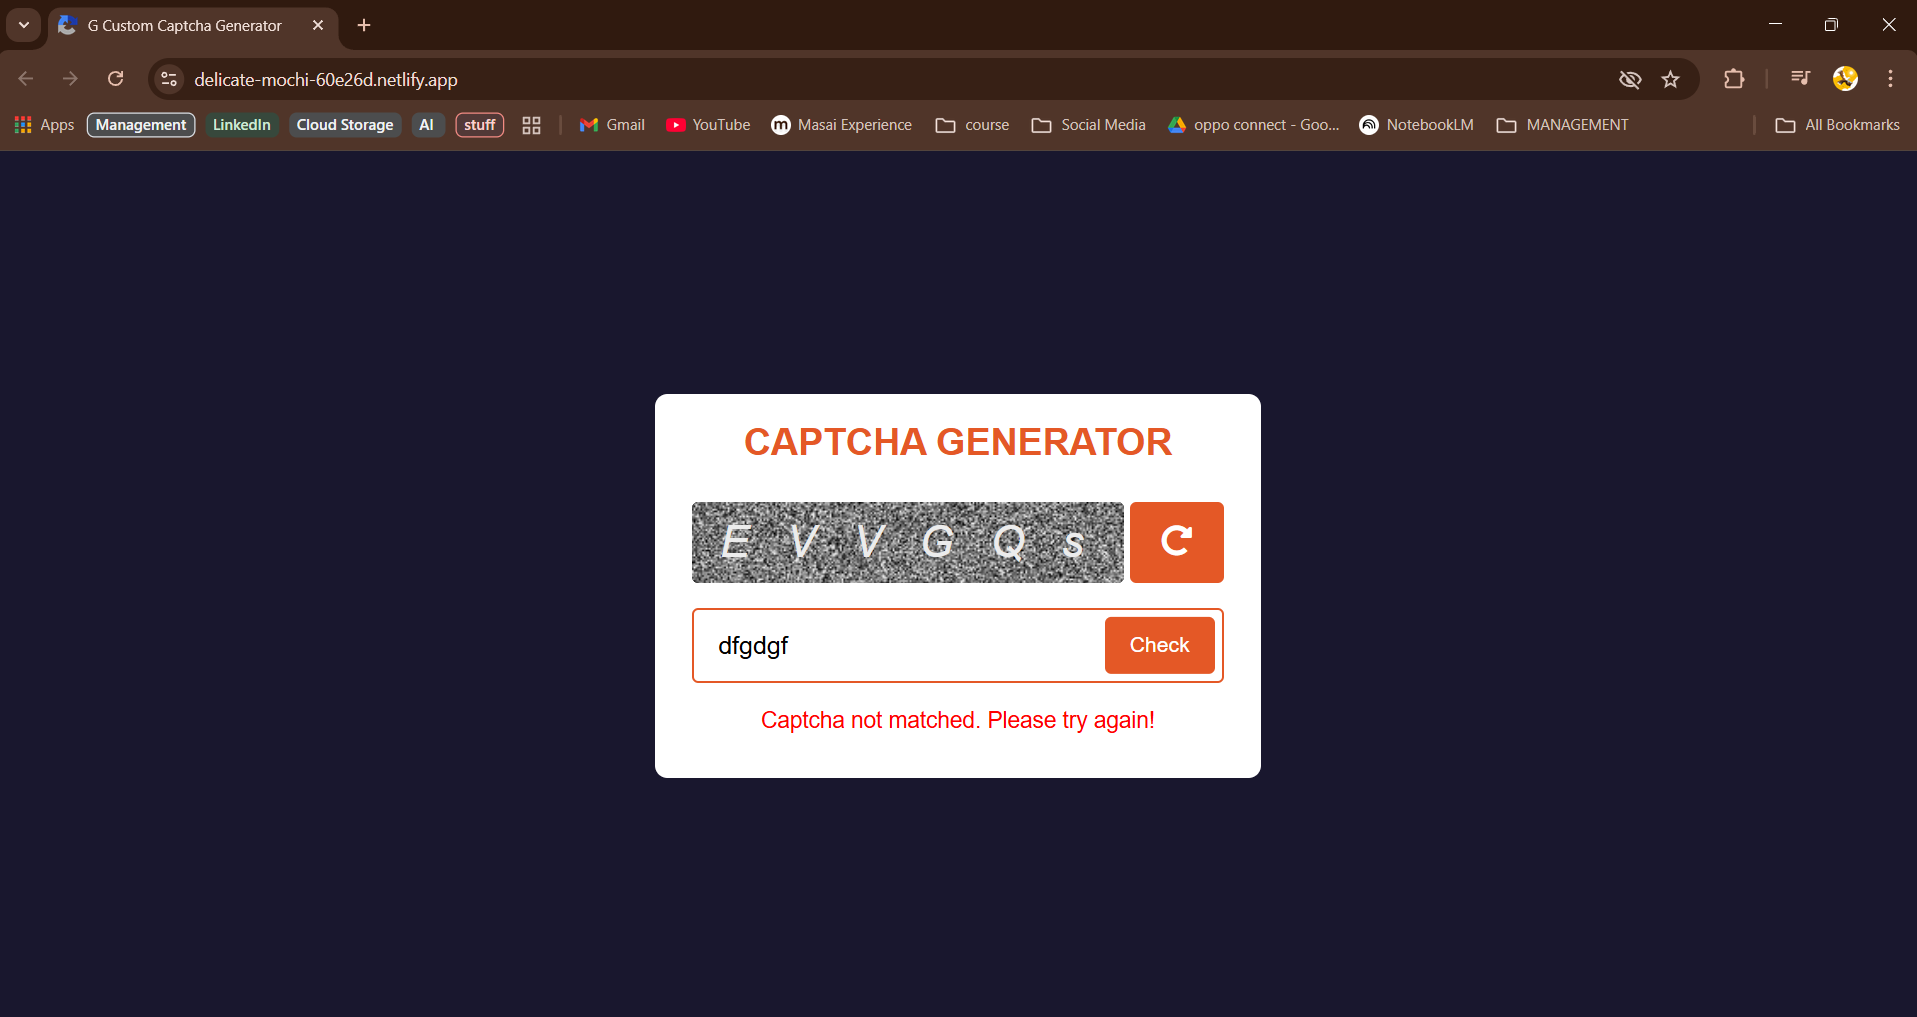 G Custom Captcha Generator
delicate-mochi-60e26d.netlify.app
Apps Management LinkedIn Cloud Storage AI stuff Gmail YouTube m Masai Experience course Social Media oppo connect - Goo... NotebookLM MANAGEMENT All Bookmarks
CAPTCHA GENERATOR
E V V G Q s
dfgdgf Check
Captcha not matched. Please try again!